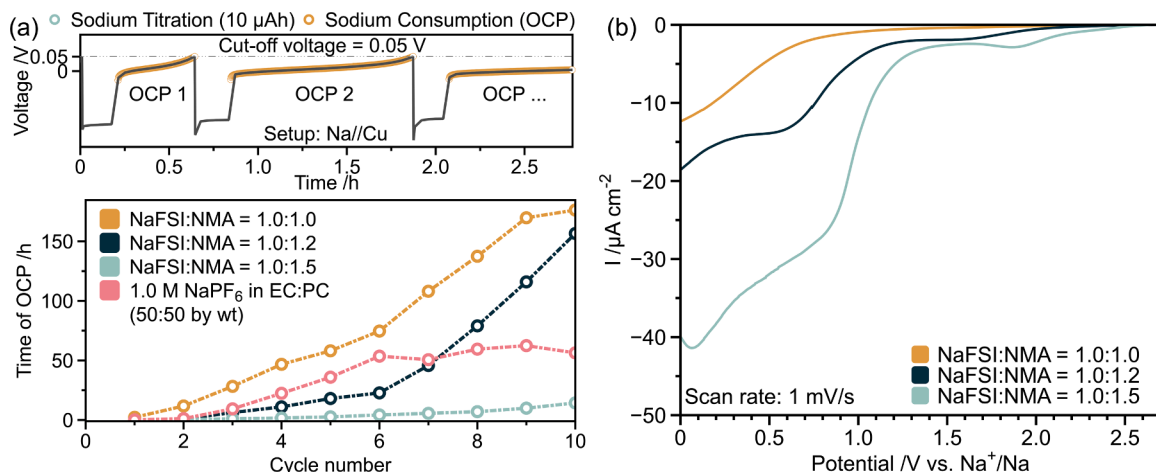 Sodium Titration (10 µAh) Sodium Consumption (OCP)
(a)
Cut-off voltage = 0.05 V
0.05
0
Voltage /V
OCP 1 OCP 2 OCP ...
Setup: Na//Cu
0.0 0.5 1.0 1.5 2.0 2.5
Time /h
NaFSI:NMA = 1.0:1.0
NaFSI:NMA = 1.0:1.2
NaFSI:NMA = 1.0:1.5
1.0 M NaPF6 in EC:PC
(50:50 by wt)
150
100
50
0
Time of OCP /h
0 2 4 6 8 10
Cycle number
(b)
0
−10
−20
−30
−40
−50
I /µA cm-2
NaFSI:NMA = 1.0:1.0
NaFSI:NMA = 1.0:1.2
NaFSI:NMA = 1.0:1.5
Scan rate: 1 mV/s
0.0 0.5 1.0 1.5 2.0 2.5
Potential /V vs. Na+/Na